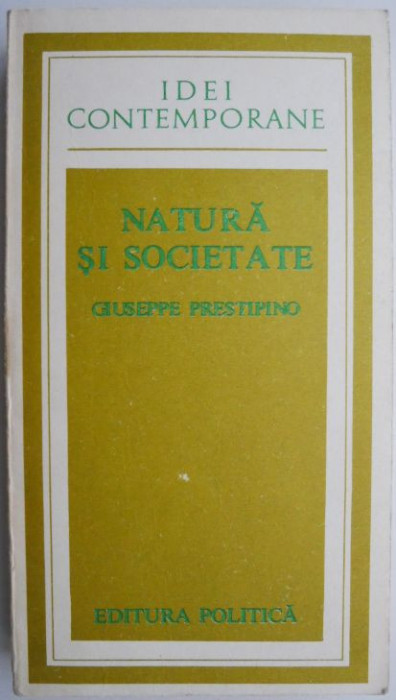 IDEI
CONTEMPORANE
NATURĂ
ŞI SOCIETATE
GIUSEPPE PRESTIPINO
EDITURA POLITICĂ